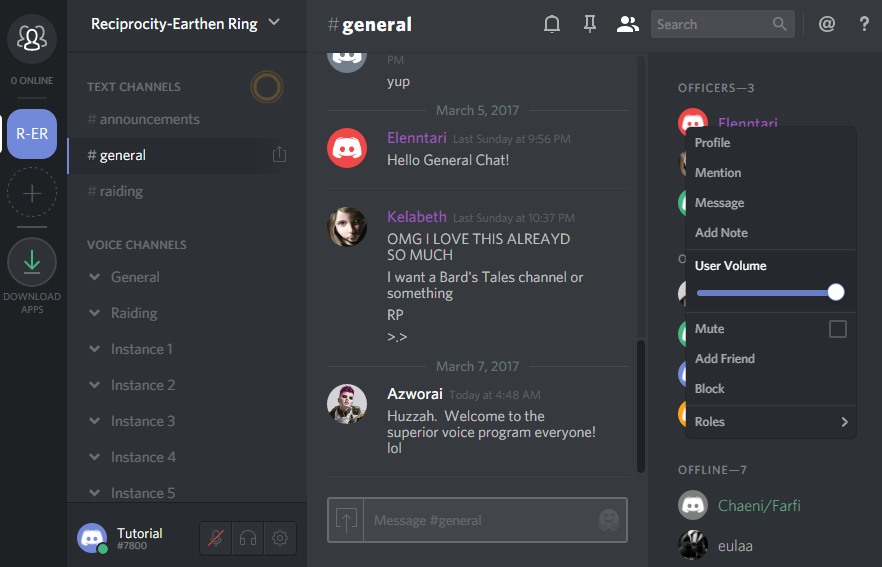 0 ONLINE
R-ER
DOWNLOAD
APPS
Reciprocity-Earthen Ring
TEXT CHANNELS
# announcements
# general
# raiding
VOICE CHANNELS
General
Raiding
Instance 1
Instance 2
Instance 3
Instance 4
Instance 5
Tutorial
#7800
#general
Search
@
?
PM
yup
March 5, 2017
Elenntari Last Sunday at 9:56 PM
Hello General Chat!
Kelabeth Last Sunday at 10:37 PM
OMG I LOVE THIS ALREAYD
SO MUCH
I want a Bard's Tales channel or
something
RP
>.>
March 7, 2017
Azworai Today at 4:48 AM
Huzzah.  Welcome to the
superior voice program everyone!
lol
Message #general
OFFICERS—3
Elenntari
Profile
Mention
Message
Add Note
User Volume
Mute
Add Friend
Block
Roles
OFFLINE—7
Chaeni/Farfi
eulaa